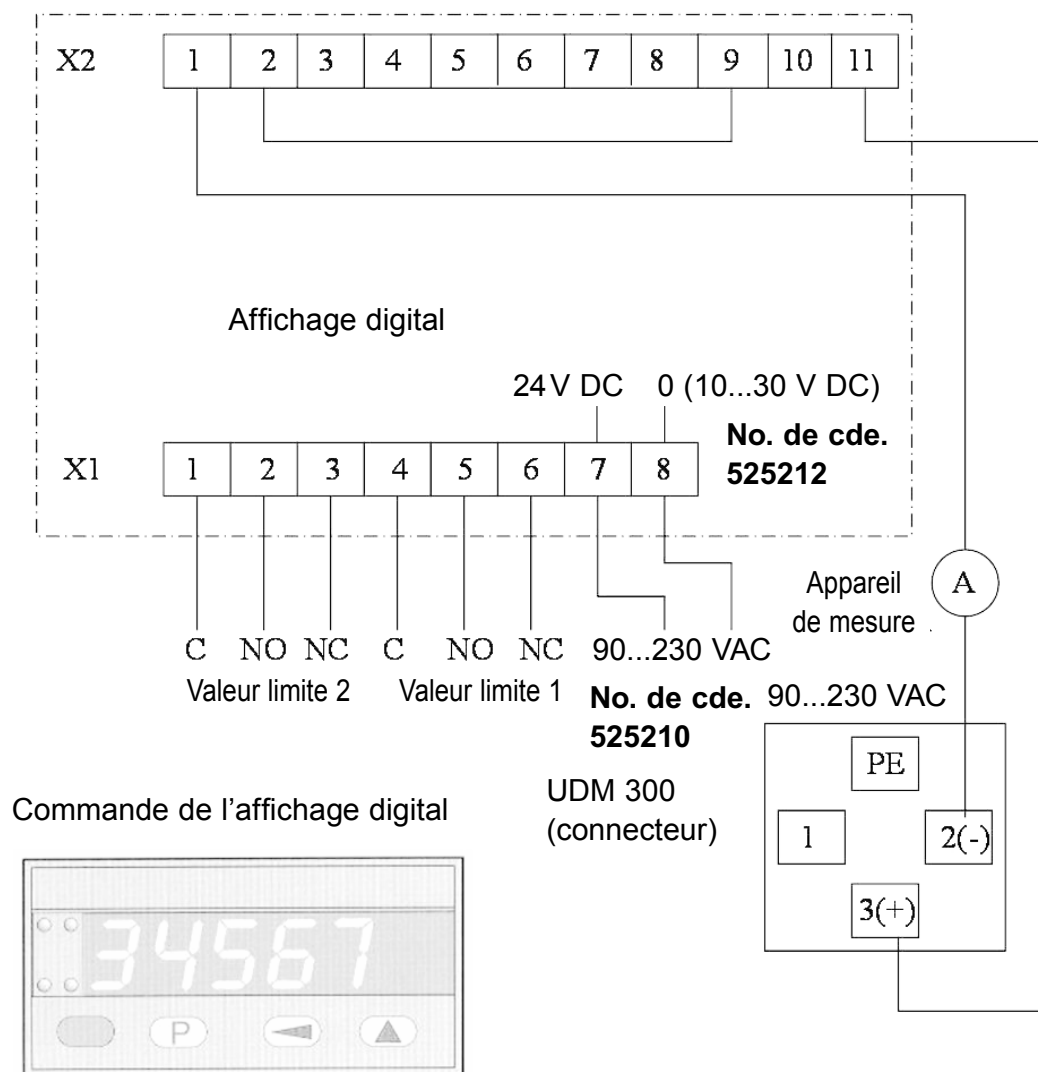 X2 1 2 3 4 5 6 7 8 9 10 11
Affichage digital
24 V DC 0 (10...30 V DC)
No. de cde.
525212
X1 1 2 3 4 5 6 7 8
Appareil
de mesure
A
C NO NC C NO NC 90...230 VAC
Valeur limite 2 Valeur limite 1
No. de cde.
525210
90...230 VAC
UDM 300
(connecteur)
PE
1
2(-)
3(+)
Commande de l'affichage digital
34567
P